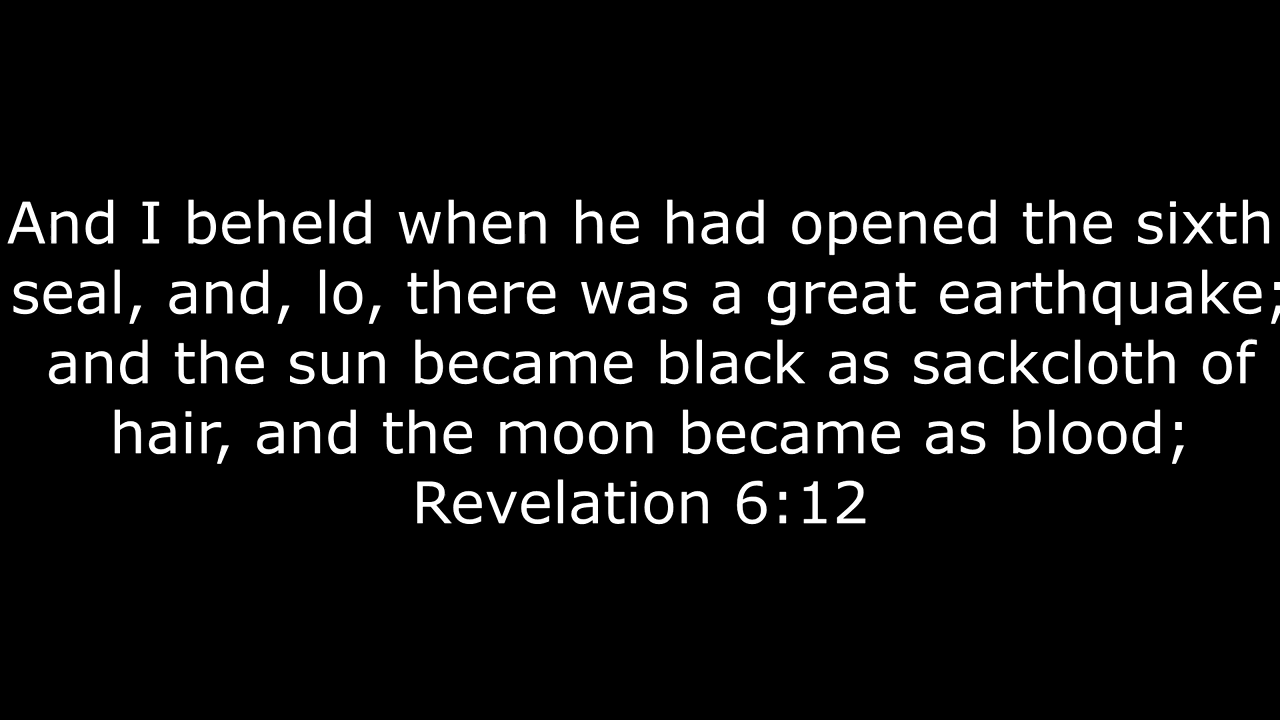 And I beheld when he had opened the sixth
seal, and, lo, there was a great earthquake;
and the sun became black as sackcloth of
hair, and the moon became as blood;
Revelation 6:12